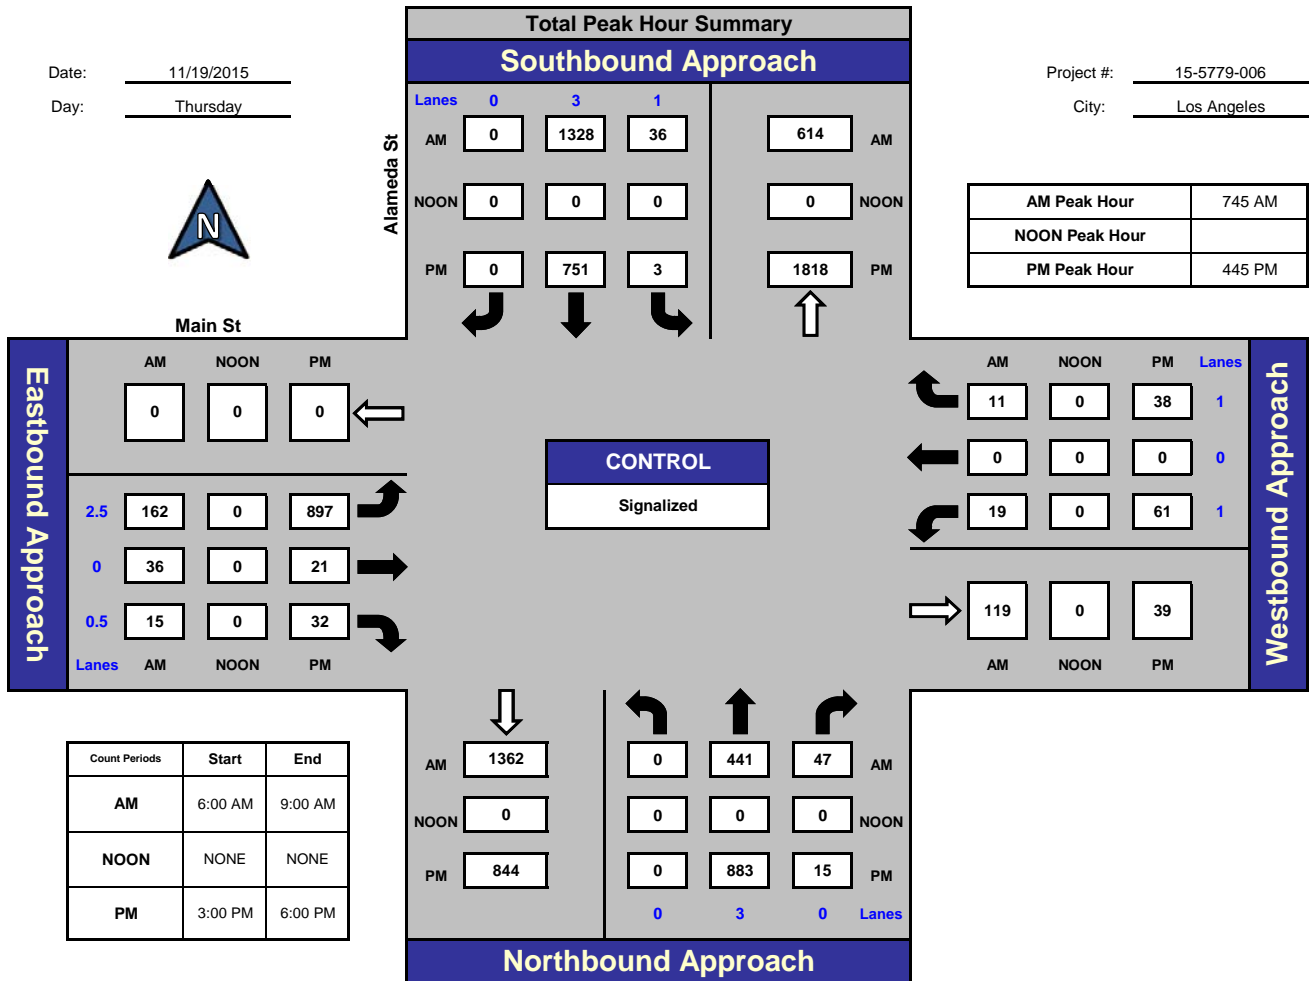 Total Peak Hour Summary
Southbound Approach
Date: 11/19/2015
Day: Thursday
Project #: 15-5779-006
City: Los Angeles
N
Alameda St
Lanes 0 3 1
AM 0 1328 36 614 AM
NOON 0 0 0 0 NOON
PM 0 751 3 1818 PM
AM Peak Hour 745 AM
NOON Peak Hour
PM Peak Hour 445 PM
Main St
Eastbound Approach
AM NOON PM
0 0 0
2.5 162 0 897
0 36 0 21
0.5 15 0 32
Lanes AM NOON PM
CONTROL
Signalized
AM NOON PM Lanes
11 0 38 1
0 0 0 0
19 0 61 1
119 0 39
AM NOON PM
Westbound Approach
Count Periods Start End
AM 6:00 AM 9:00 AM
NOON NONE NONE
PM 3:00 PM 6:00 PM
AM 1362 0 441 47 AM
NOON 0 0 0 0 NOON
PM 844 0 883 15 PM
0 3 0 Lanes
Northbound Approach